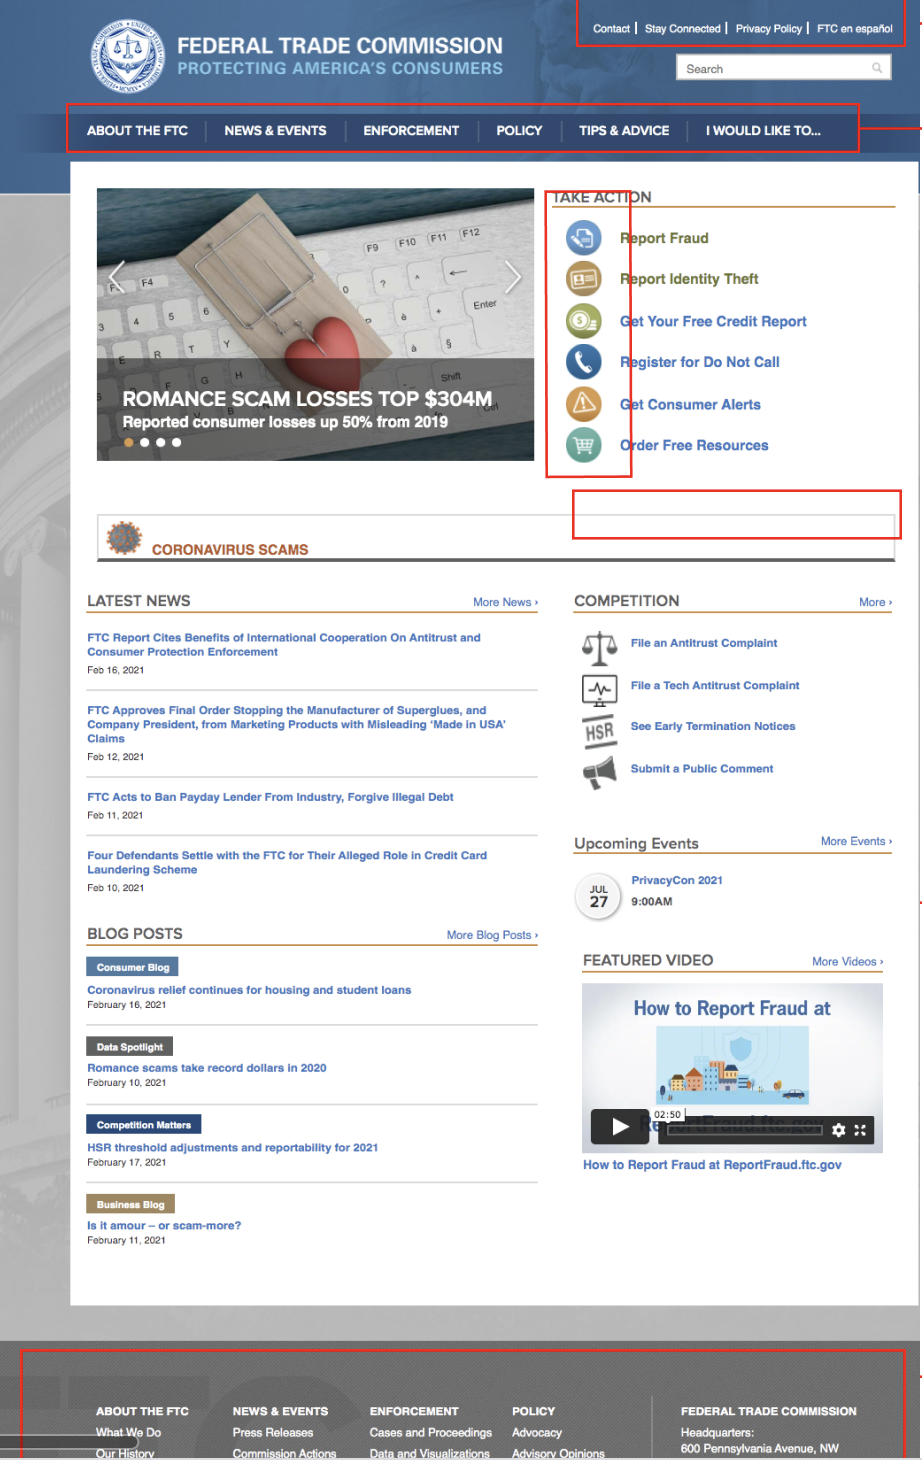 Contact
Stay Connected
Privacy Policy
FTC en español
FEDERAL TRADE COMMISSION
PROTECTING AMERICA'S CONSUMERS
Search
ABOUT THE FTC
NEWS & EVENTS
ENFORCEMENT
POLICY
TIPS & ADVICE
I WOULD LIKE TO...
ROMANCE SCAM LOSSES TOP $304M
Reported consumer losses up 50% from 2019
TAKE ACTION
Report Fraud
Report Identity Theft
Get Your Free Credit Report
Register for Do Not Call
Get Consumer Alerts
Order Free Resources
CORONAVIRUS SCAMS
LATEST NEWS
More News ›
FTC Report Cites Benefits of International Cooperation On Antitrust and
Consumer Protection Enforcement
Feb 16, 2021
FTC Approves Final Order Stopping the Manufacturer of Superglues, and
Company President, from Marketing Products with Misleading ‘Made in USA’
Claims
Feb 12, 2021
FTC Acts to Ban Payday Lender From Industry, Forgive Illegal Debt
Feb 11, 2021
Four Defendants Settle with the FTC for Their Alleged Role in Credit Card
Laundering Scheme
Feb 10, 2021
BLOG POSTS
More Blog Posts ›
Consumer Blog
Coronavirus relief continues for housing and student loans
February 16, 2021
Data Spotlight
Romance scams take record dollars in 2020
February 10, 2021
Competition Matters
HSR threshold adjustments and reportability for 2021
February 17, 2021
Business Blog
Is it amour – or scam-more?
February 11, 2021
COMPETITION
More ›
File an Antitrust Complaint
File a Tech Antitrust Complaint
HSR
See Early Termination Notices
Submit a Public Comment
Upcoming Events
More Events ›
JUL
27
PrivacyCon 2021
9:00AM
FEATURED VIDEO
More Videos ›
How to Report Fraud at
02:50
How to Report Fraud at ReportFraud.ftc.gov
ABOUT THE FTC
What We Do
Our History
NEWS & EVENTS
Press Releases
Commission Actions
ENFORCEMENT
Cases and Proceedings
Data and Visualizations
POLICY
Advocacy
Advisory Opinions
FEDERAL TRADE COMMISSION
Headquarters:
600 Pennsylvania Avenue, NW